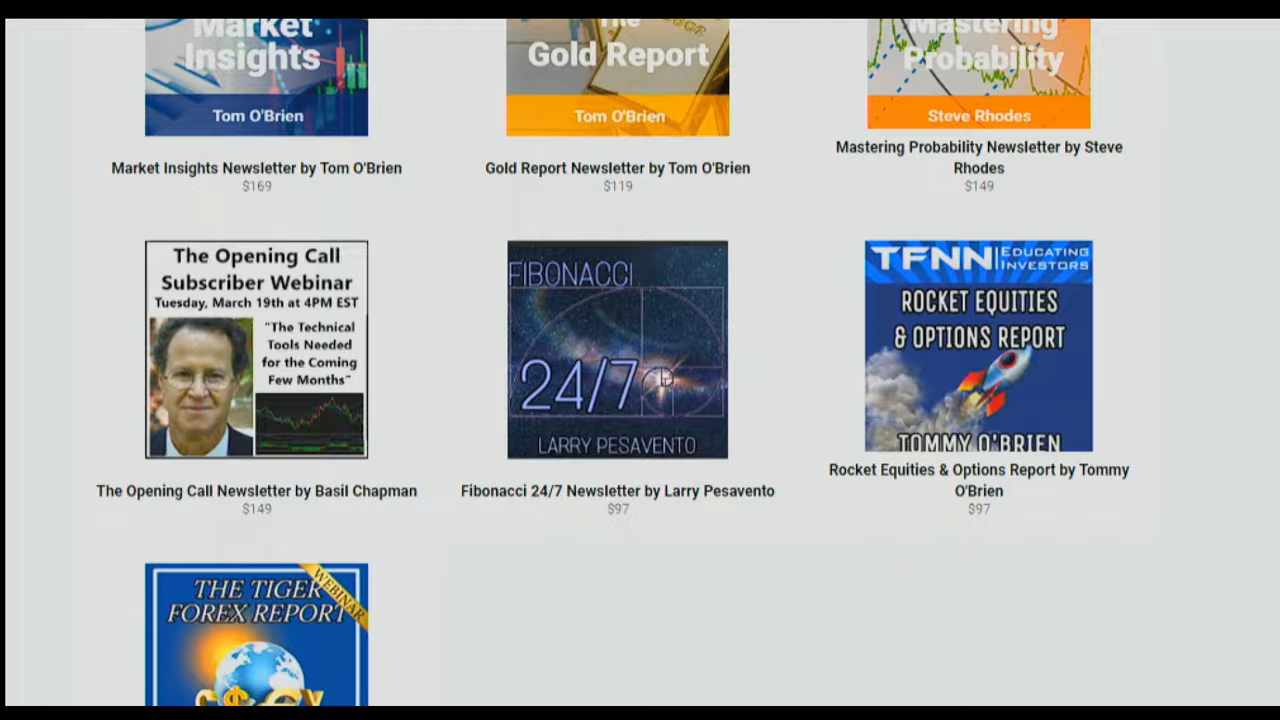 Market
Insights
Tom O'Brien
Market Insights Newsletter by Tom O'Brien
$169
The
Gold Report
Tom O'Brien
Gold Report Newsletter by Tom O'Brien
$119
Mastering
Probability
Steve Rhodes
Mastering Probability Newsletter by Steve
Rhodes
$149
The Opening Call
Subscriber Webinar
Tuesday, March 19th at 4PM EST
"The Technical
Tools Needed
for the Coming
Few Months"
The Opening Call Newsletter by Basil Chapman
$149
FIBONACCI
24/7
LARRY PESAVENTO
Fibonacci 24/7 Newsletter by Larry Pesavento
$97
TFNN EDUCATING
INVESTORS
ROCKET EQUITIES
& OPTIONS REPORT
TOMMY O'BRIEN
Rocket Equities & Options Report by Tommy
O'Brien
$97
WEBINAR
THE TIGER
FOREX REPORT